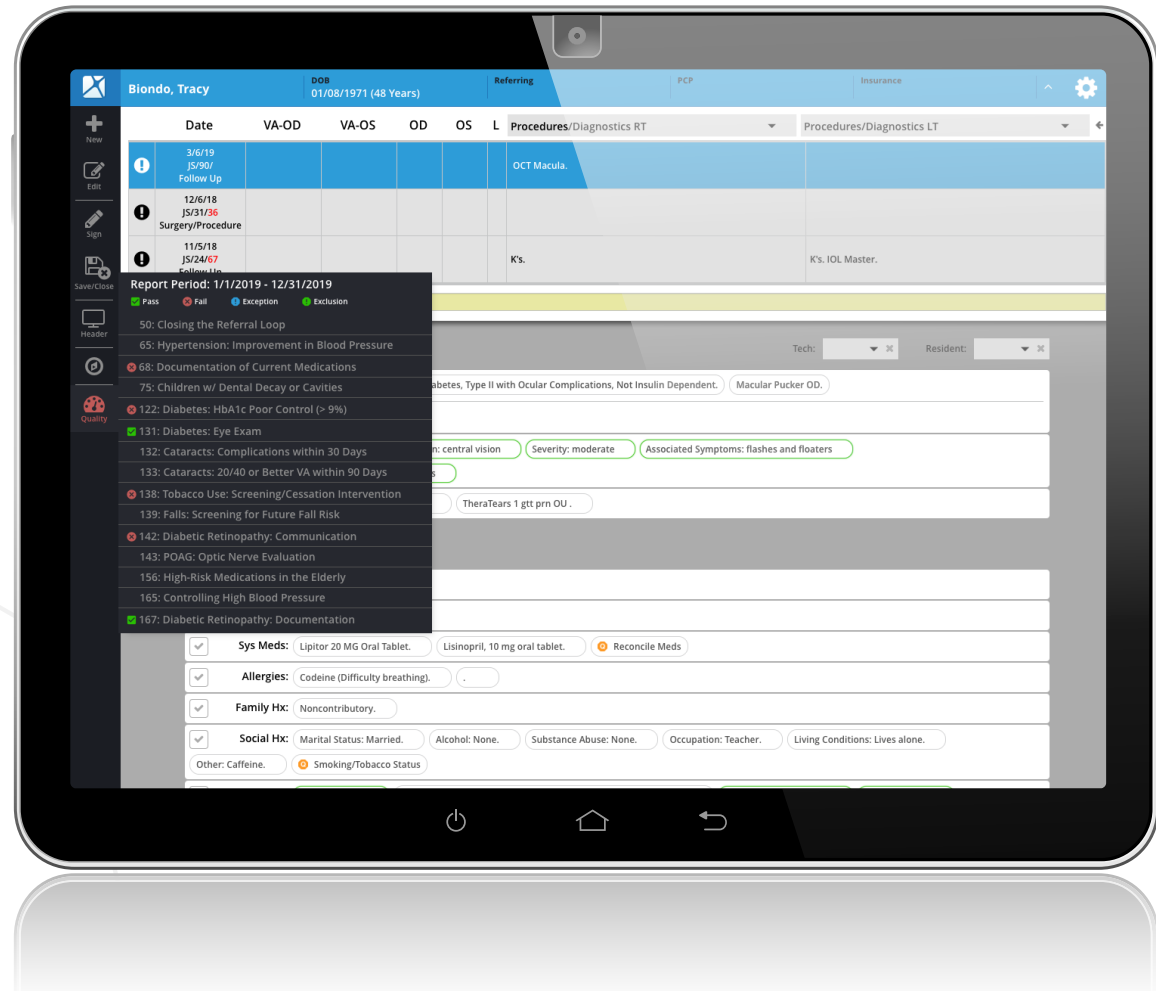 Biondo, Tracy
DOB
01/08/1971 (48 Years)
Referring
PCP
Insurance
New
Edit
Sign
Save/Close
Header
Quality
Date VA-OD VA-OS OD OS L Procedures/Diagnostics RT Procedures/Diagnostics LT
3/6/19
JS/90/
Follow Up
OCT Macula.
12/6/18
JS/31/36
Surgery/Procedure
11/5/18
JS/24/67
Follow Up
K's.
K's. IOL Master.
Report Period: 1/1/2019 - 12/31/2019
Pass Fail Exception Exclusion
50: Closing the Referral Loop
65: Hypertension: Improvement in Blood Pressure
68: Documentation of Current Medications
75: Children w/ Dental Decay or Cavities
122: Diabetes: HbA1c Poor Control (> 9%)
131: Diabetes: Eye Exam
132: Cataracts: Complications within 30 Days
133: Cataracts: 20/40 or Better VA within 90 Days
138: Tobacco Use: Screening/Cessation Intervention
139: Falls: Screening for Future Fall Risk
142: Diabetic Retinopathy: Communication
143: POAG: Optic Nerve Evaluation
156: High-Risk Medications in the Elderly
165: Controlling High Blood Pressure
167: Diabetic Retinopathy: Documentation
Tech: Resident:
Type II with Ocular Complications, Not Insulin Dependent. Macular Pucker OD.
central vision Severity: moderate Associated Symptoms: flashes and floaters
TheraTears 1 gtt prn OU .
Sys Meds: Lipitor 20 MG Oral Tablet. Lisinopril, 10 mg oral tablet. Q Reconcile Meds
Allergies: Codeine (Difficulty breathing). .
Family Hx: Noncontributory.
Social Hx: Marital Status: Married. Alcohol: None. Substance Abuse: None. Occupation: Teacher. Living Conditions: Lives alone.
Other: Caffeine. Q Smoking/Tobacco Status